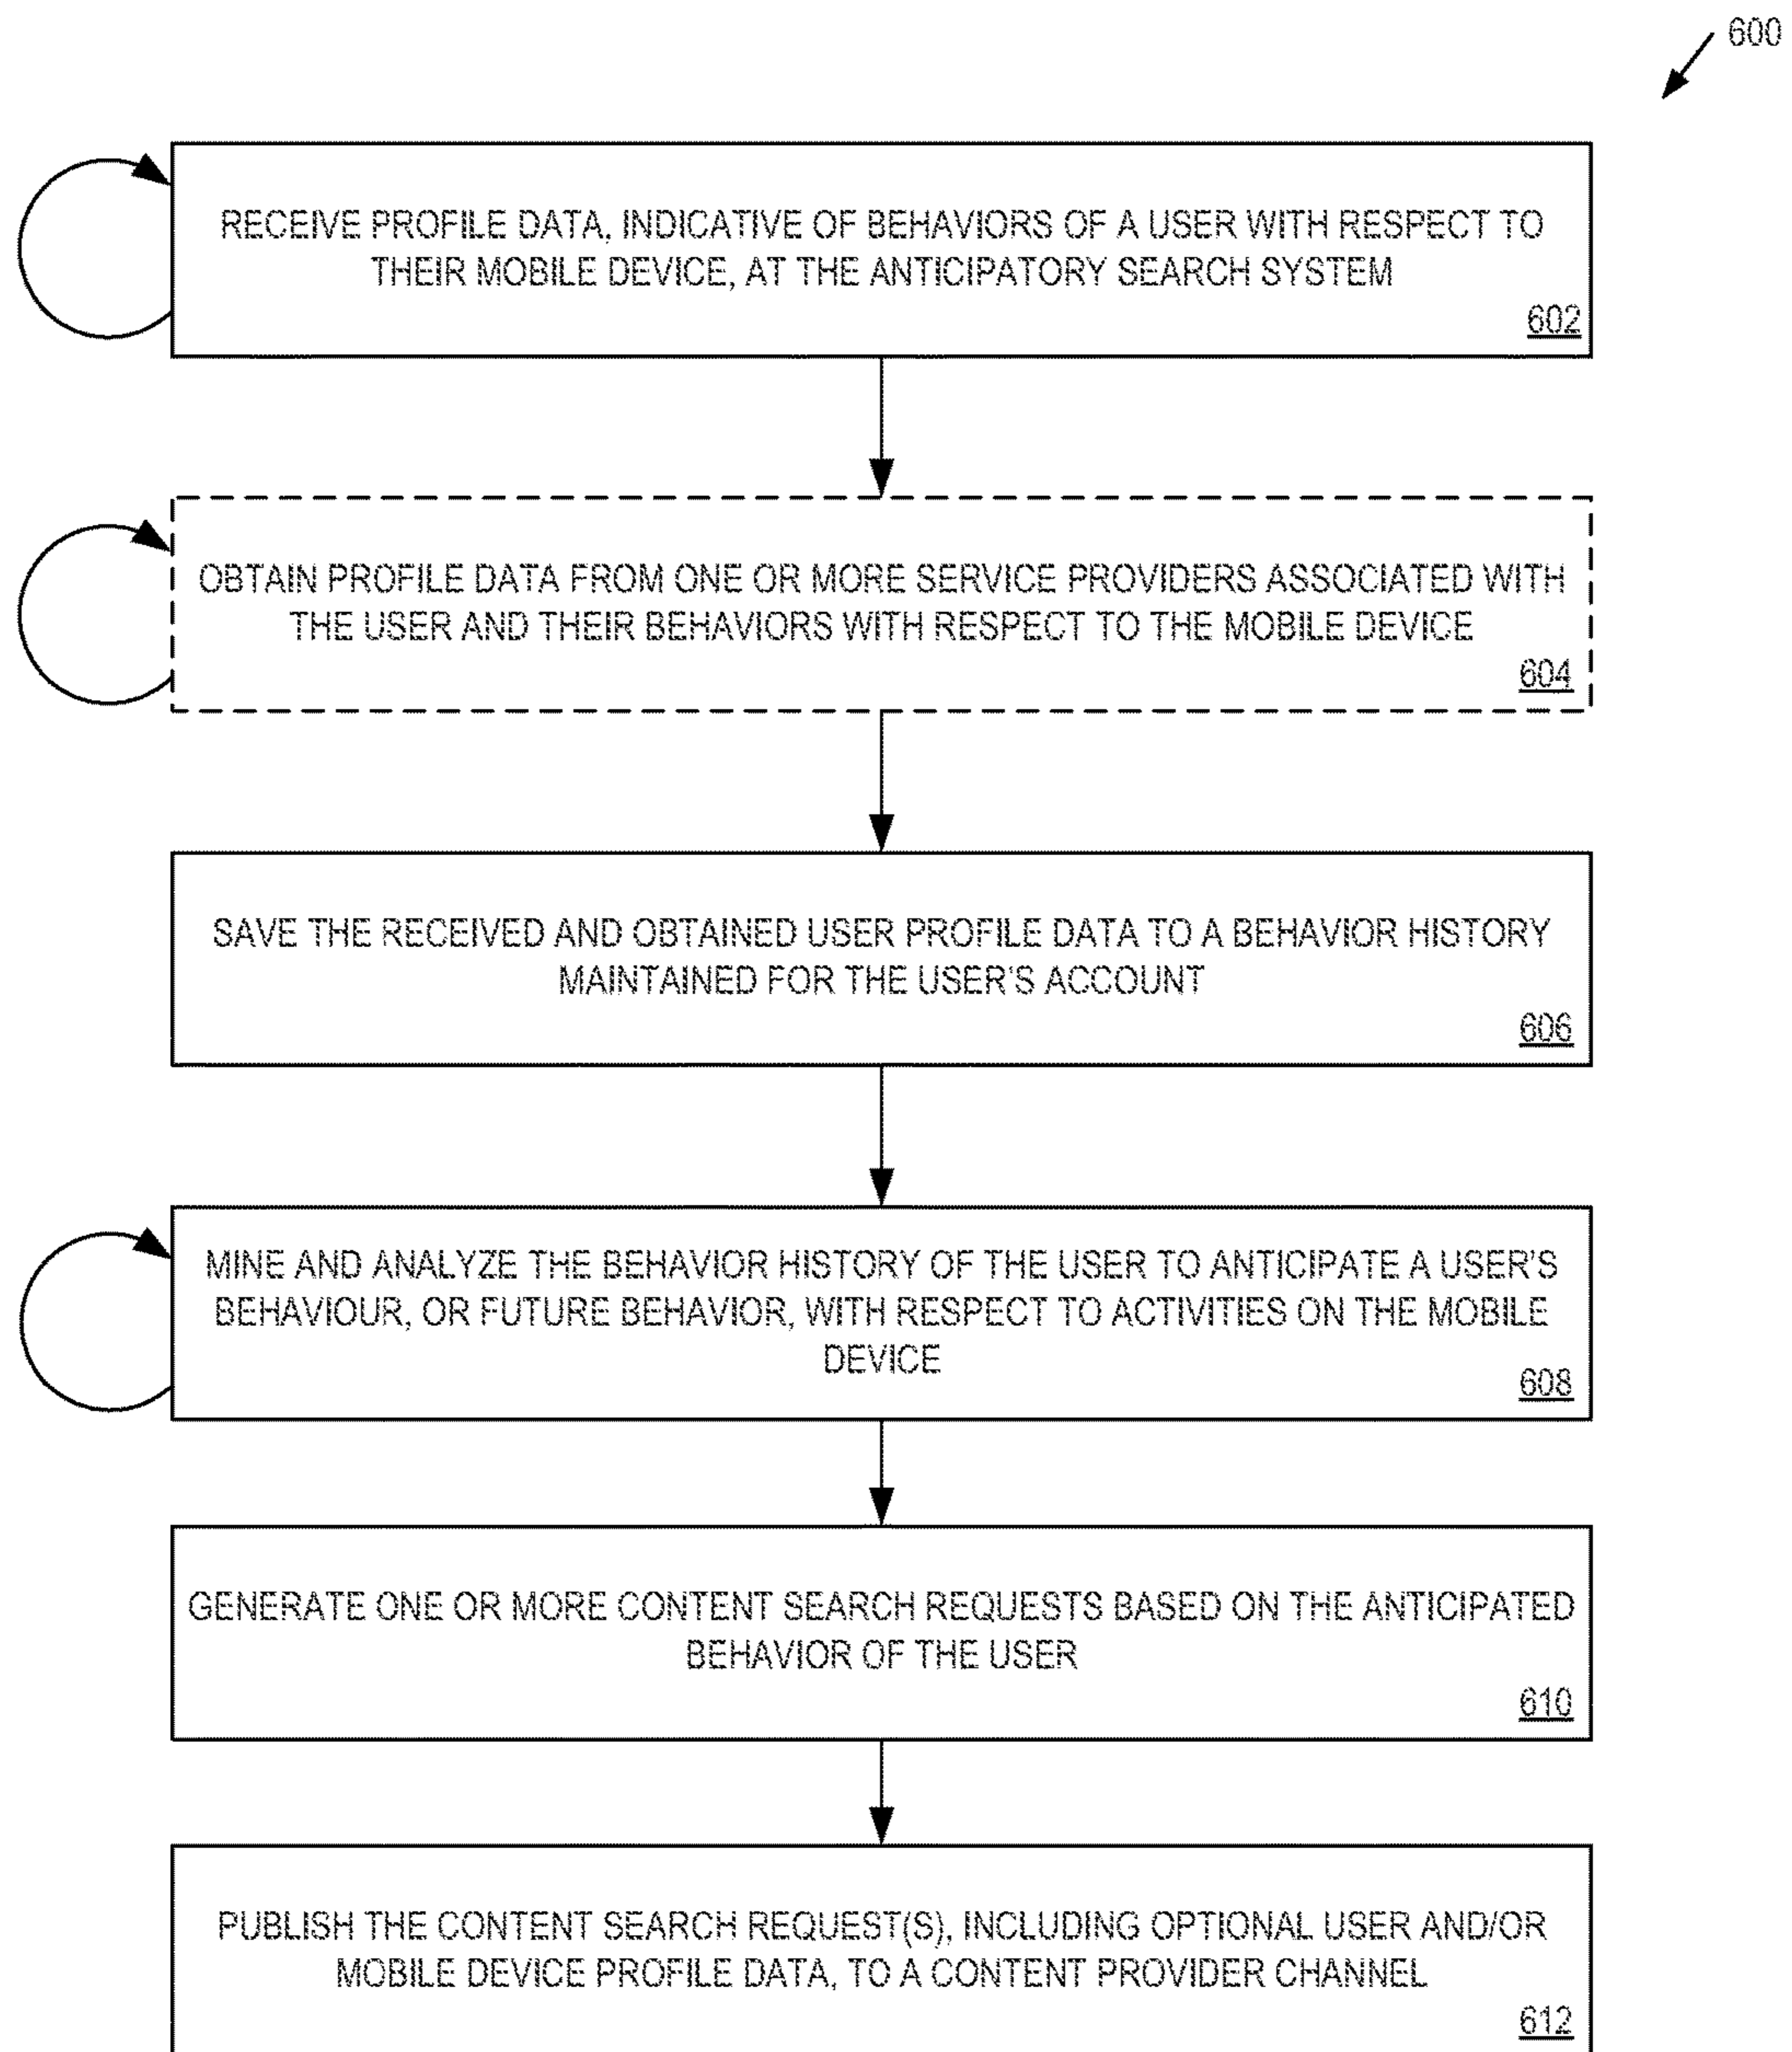 600
RECEIVE PROFILE DATA, INDICATIVE OF BEHAVIORS OF A USER WITH RESPECT TO
THEIR MOBILE DEVICE, AT THE ANTICIPATORY SEARCH SYSTEM
602
OBTAIN PROFILE DATA FROM ONE OR MORE SERVICE PROVIDERS ASSOCIATED WITH
THE USER AND THEIR BEHAVIORS WITH RESPECT TO THE MOBILE DEVICE
604
SAVE THE RECEIVED AND OBTAINED USER PROFILE DATA TO A BEHAVIOR HISTORY
MAINTAINED FOR THE USER'S ACCOUNT
606
MINE AND ANALYZE THE BEHAVIOR HISTORY OF THE USER TO ANTICIPATE A USER'S
BEHAVIOUR, OR FUTURE BEHAVIOR, WITH RESPECT TO ACTIVITIES ON THE MOBILE
DEVICE
608
GENERATE ONE OR MORE CONTENT SEARCH REQUESTS BASED ON THE ANTICIPATED
BEHAVIOR OF THE USER
610
PUBLISH THE CONTENT SEARCH REQUEST(S), INCLUDING OPTIONAL USER AND/OR
MOBILE DEVICE PROFILE DATA, TO A CONTENT PROVIDER CHANNEL
612